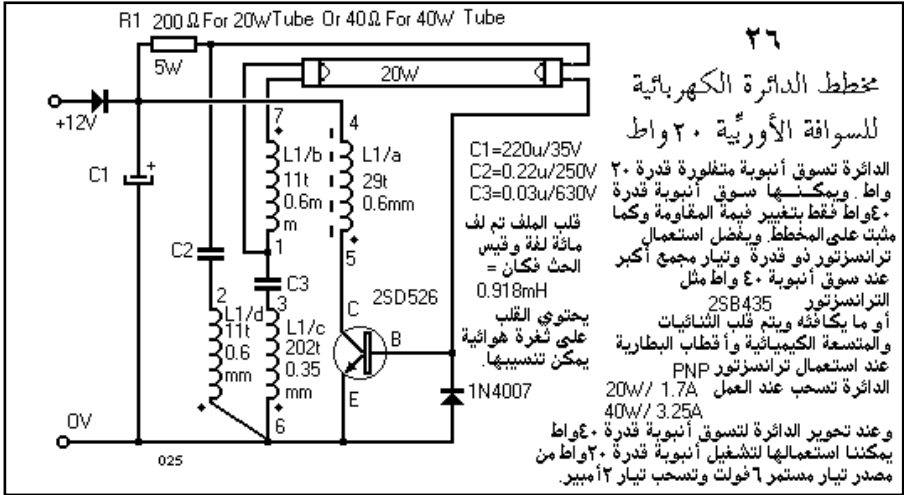 R1 200 Ω For 20W Tube Or 40 Ω For 40W Tube
5W
20W
+12V
C1
+
C2
C3
7
L1/b
11t
0.6m
m
1
4
L1/a
29t
0.6mm
5
2
L1/d
11t
0.6
mm
3
L1/c
202t
0.35
mm
6
2SD526
C
B
E
1N4007
0V
025
C1=220u/35V
C2=0.22u/250V
C3=0.03u/630V
قلب الملف تم لف
مائة لفة وقيس
الحث فكان =
0.918mH
يحتوي القلب
على ثغرة هوائية
يمكن تنسيبها.
٢٦
مخطط الدائرة الكهربائية
للسواقة الأوربِّية ٢٠ واط
الدائرة تسوق أنبوبة متفلورة قدرة ٢٠
واط. ويمكنــها سوق أنبوبة قدرة
٤٠واط فقط بتغيير قيمة المقاومة وكما
مثبت على المخطط. ويفضل استعمال
ترانسزتور ذو قدرة وتيار مجمع أكبر
عند سوق أنبوبة ٤٠ واط مثل
الترانسزتور 2SB435
أو ما يكافئه ويتم قلب الثنائيات
والمتسعة الكيميائية وأقطاب البطارية
عند استعمال ترانسزتور PNP
الدائرة تسحب عند العمل 20W/ 1.7A
40W/ 3.25A
وعند تحوير الدائرة لتسوق أنبوبة قدرة ٤٠واط
يمكننا استعمالها لتشغيل أنبوبة قدرة ٢٠واط من
مصدر تيار مستمر ٦ فولت وتسحب تيار ٢أمبير.